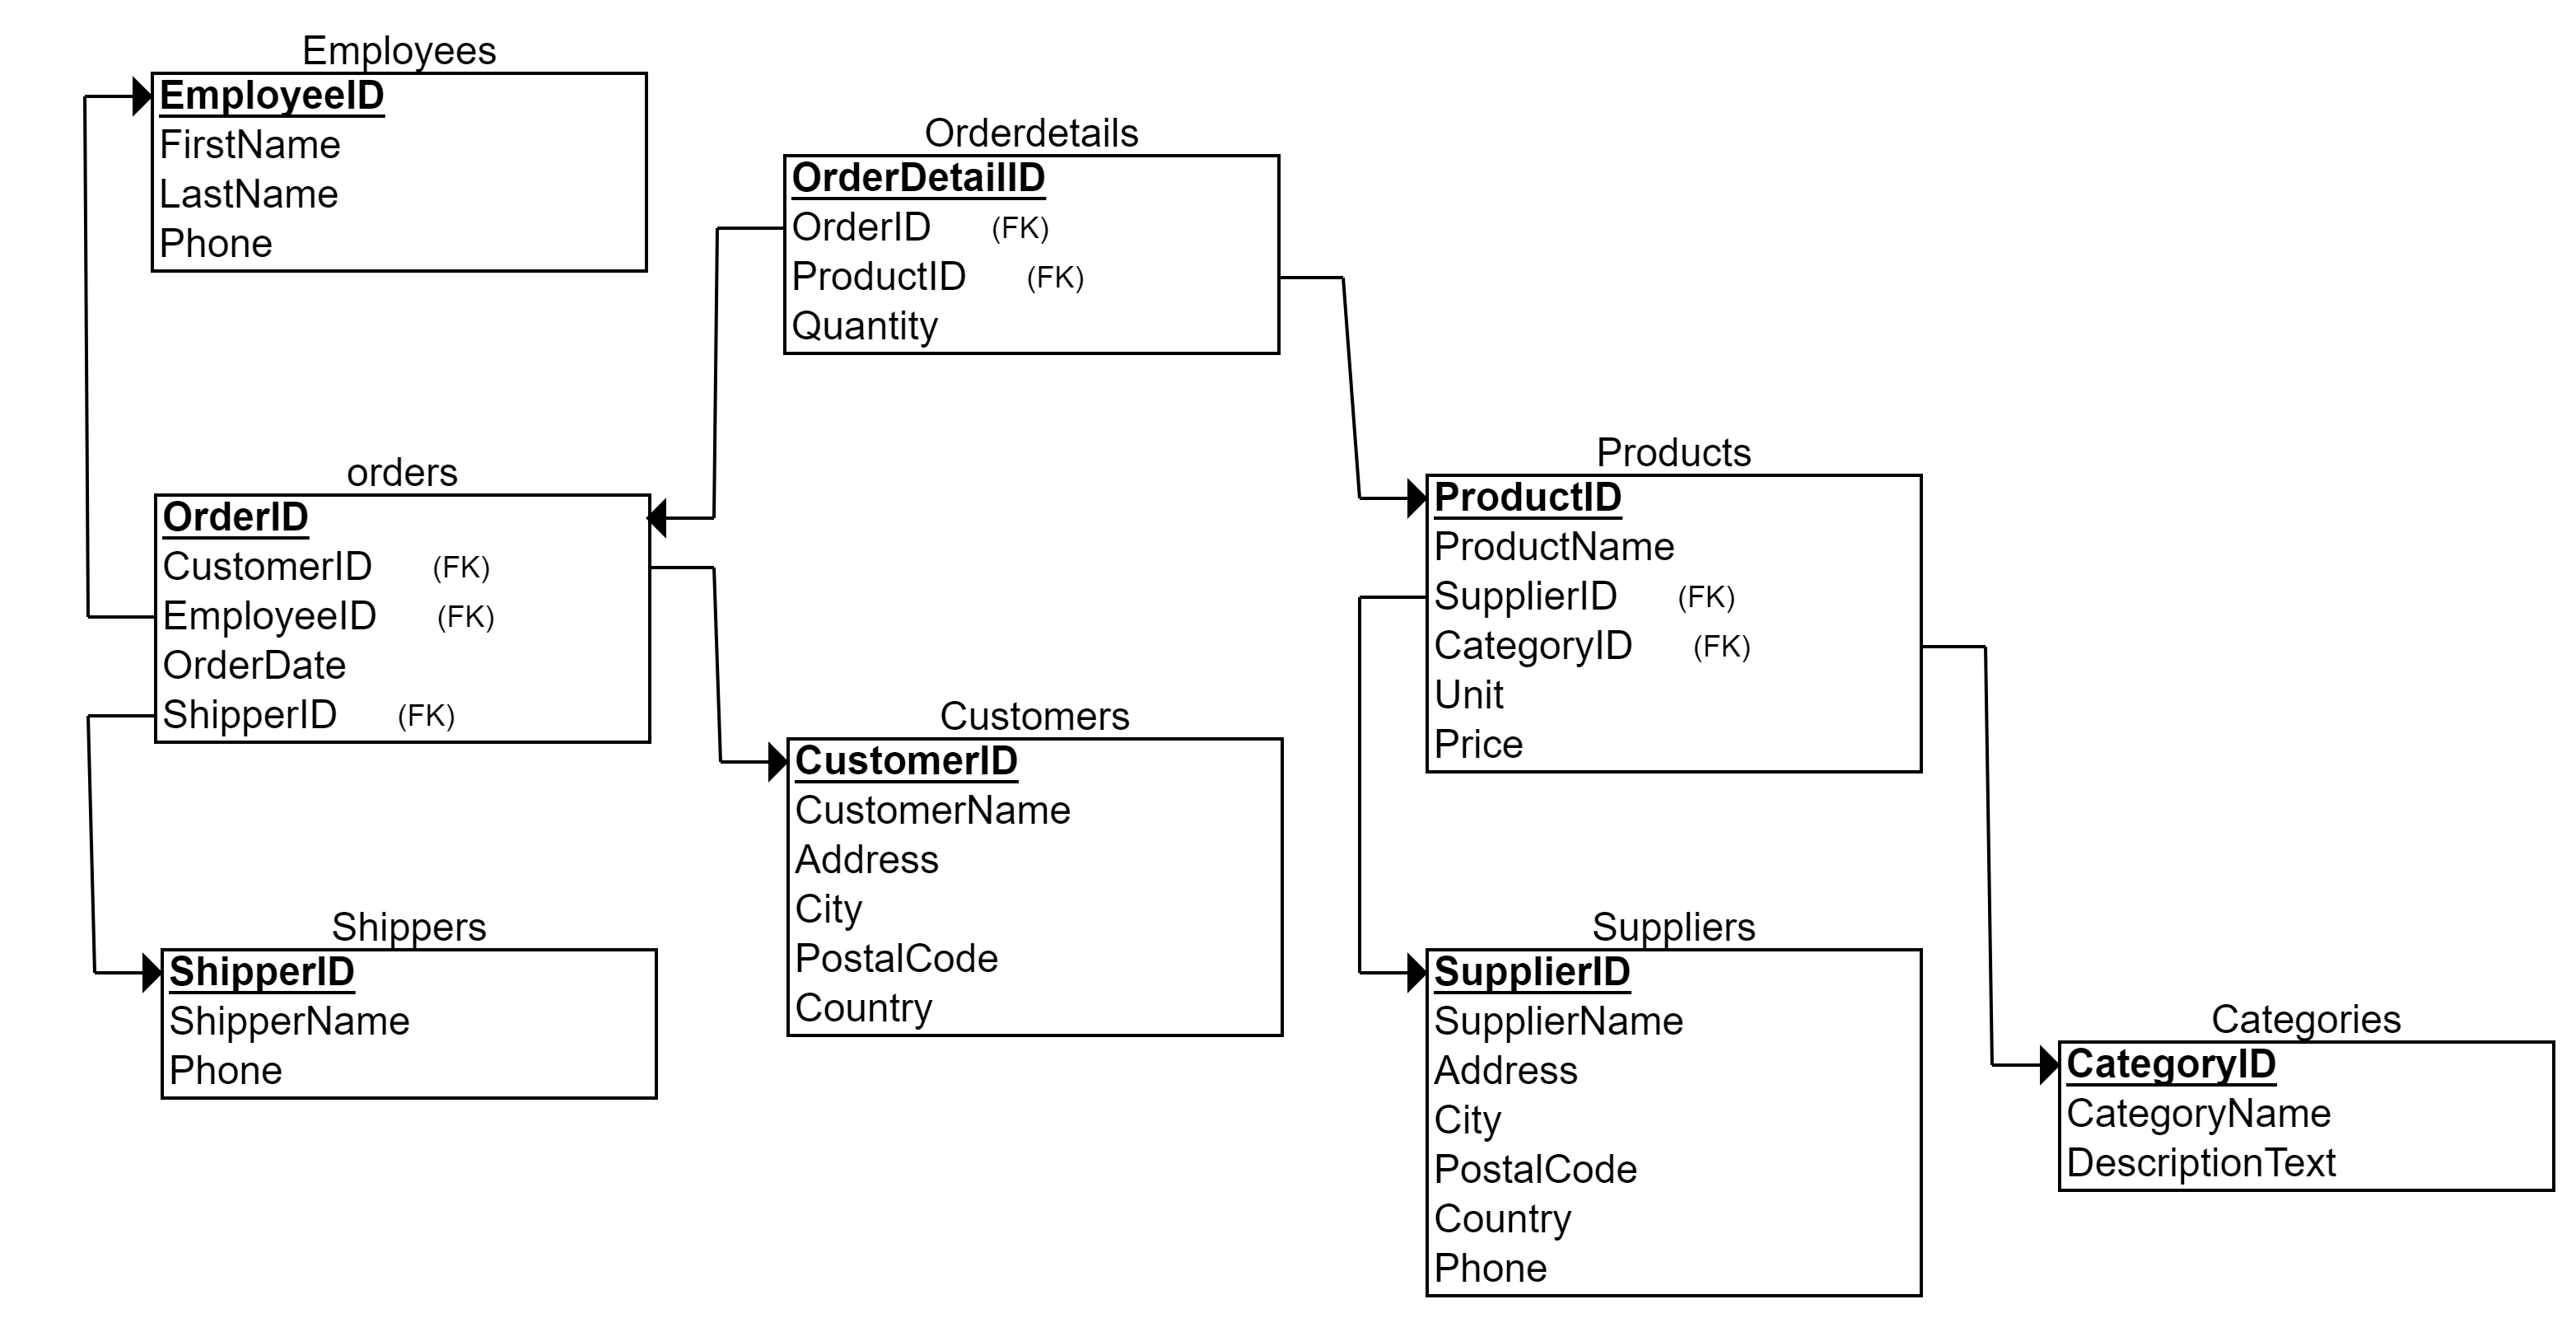 Employees
EmployeeID
FirstName
LastName
Phone
Orderdetails
OrderDetailID
OrderID (FK)
ProductID (FK)
Quantity
orders
OrderID
CustomerID (FK)
EmployeeID (FK)
OrderDate
ShipperID (FK)
Products
ProductID
ProductName
SupplierID (FK)
CategoryID (FK)
Unit
Price
Customers
CustomerID
CustomerName
Address
City
PostalCode
Country
Shippers
ShipperID
ShipperName
Phone
Suppliers
SupplierID
SupplierName
Address
City
PostalCode
Country
Phone
Categories
CategoryID
CategoryName
DescriptionText